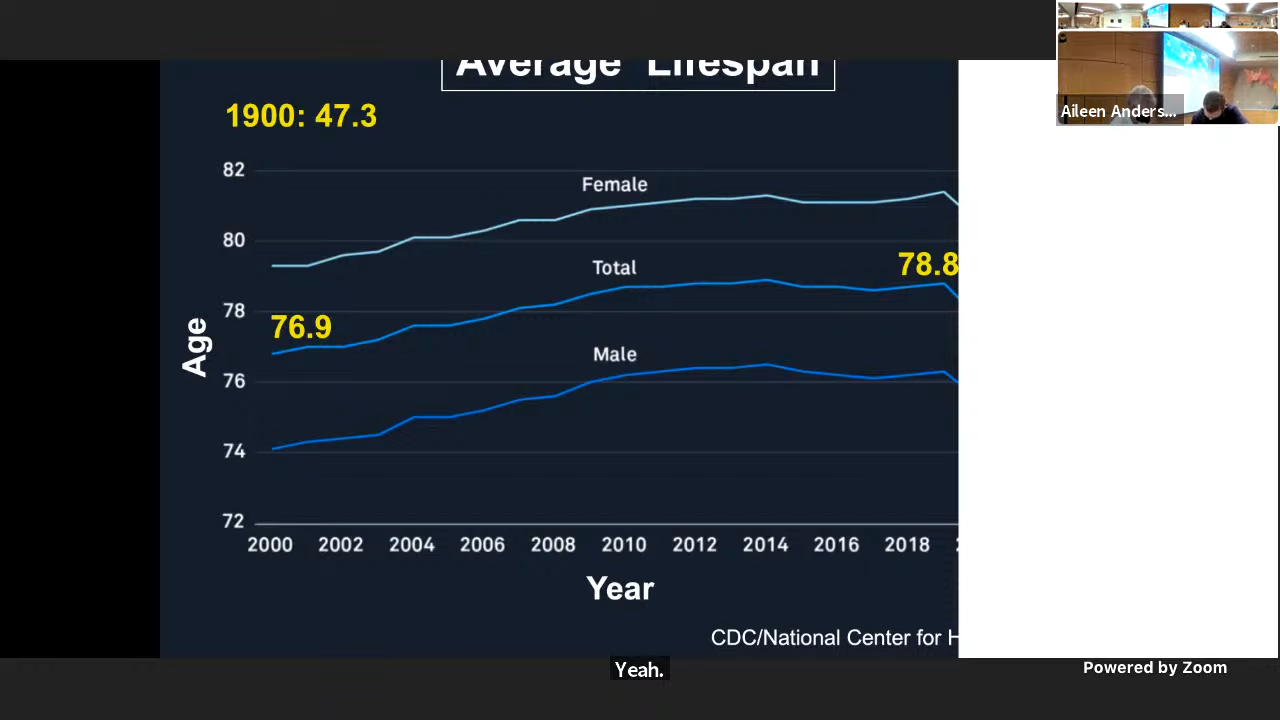 Average Lifespan
1900: 47.3
Aileen Anders...
82
Female
80
Total
78.8
78
76.9
Age
Male
76
74
72
2000 2002 2004 2006 2008 2010 2012 2014 2016 2018
Year
CDC/National Center for H
Yeah.
Powered by Zoom